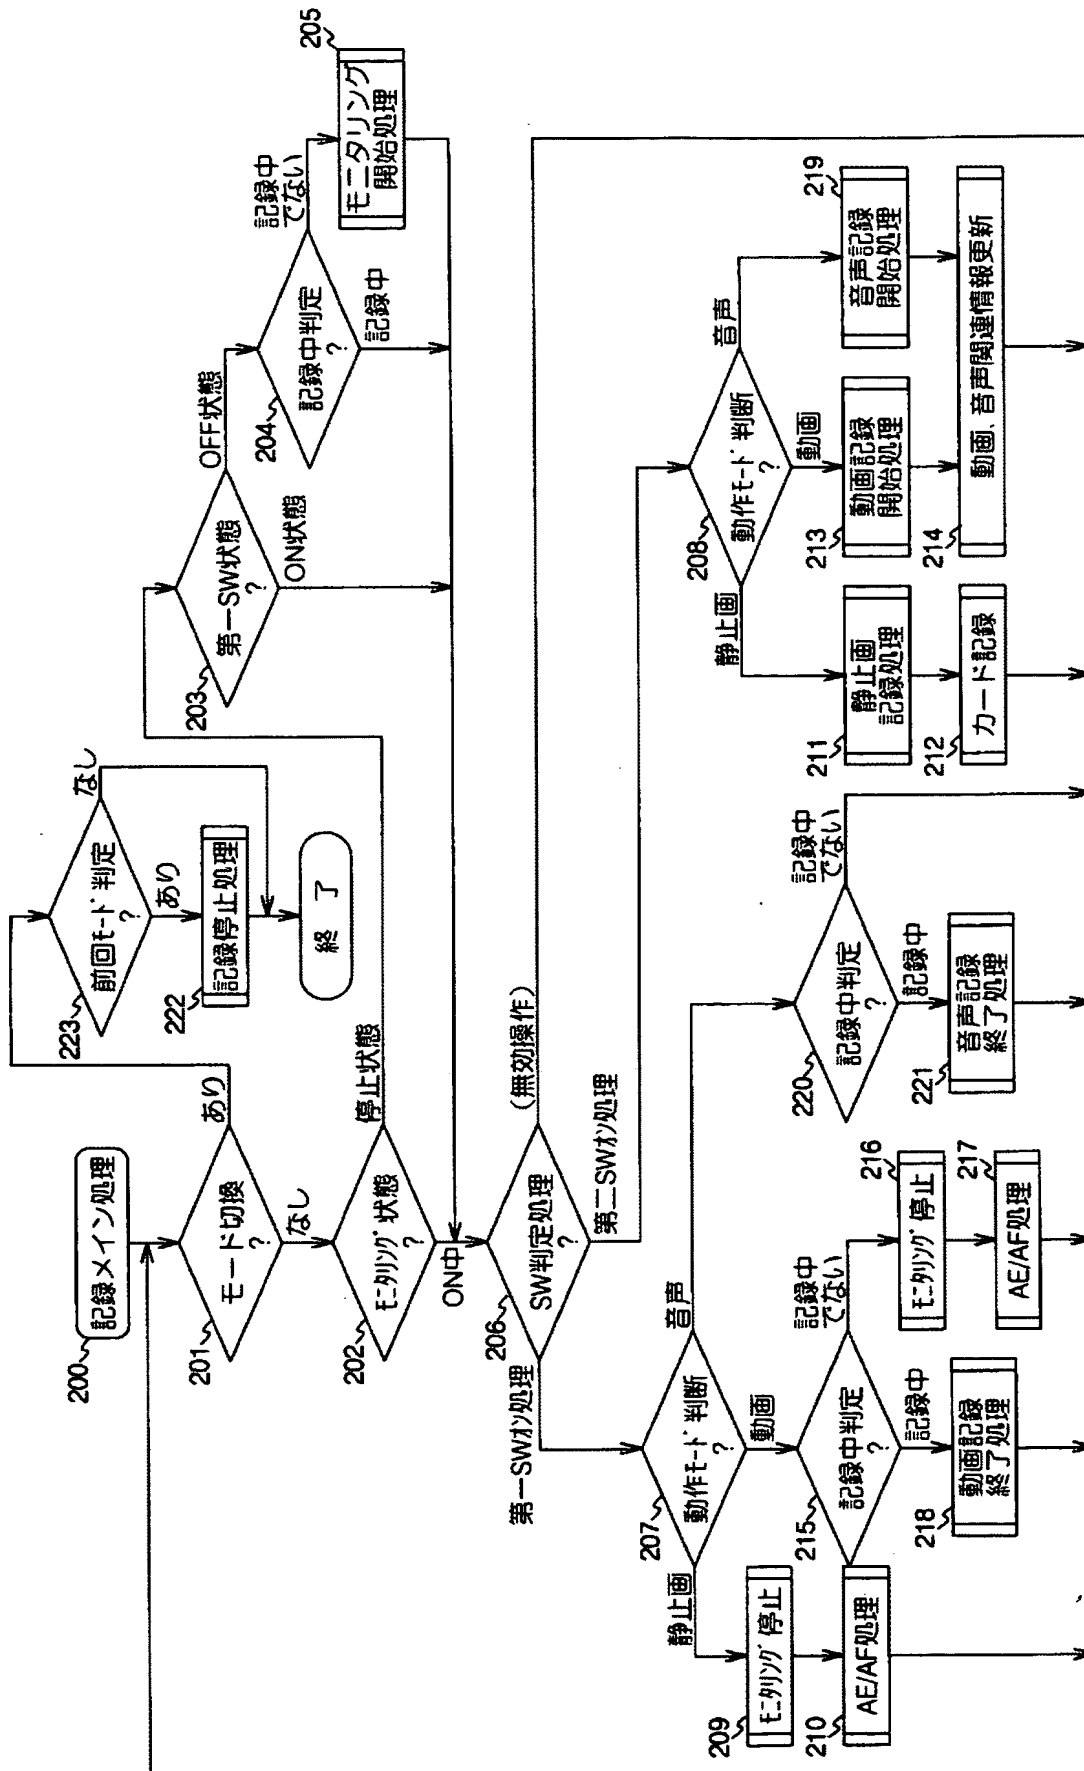 200
記録メイン処理
201
モード切換
?
あり
なし
223
前回モード判定
?
なし
あり
222
記録停止処理
終 了
202
モニタリング状態
?
停止状態
ON中
203
第一SW状態
?
OFF状態
ON状態
204
記録中判定
?
記録中
でない
記録中
205
モニタリング
開始処理
206
SW判定処理
?
(無効操作)
第一SWオン処理
第二SWオン処理
207
動作モード判断
?
静止画
動画
音声
208
動作モード判断
?
静止画
動画
音声
209
モニタリング停止
210
AE/AF処理
215
記録中判定
?
記録中
でない
記録中
216
モニタリング停止
217
AE/AF処理
218
動画記録
終了処理
220
記録中判定
?
記録中
でない
記録中
221
音声記録
終了処理
211
静止画
記録処理
212
カード記録
213
動画記録
開始処理
219
音声記録
開始処理
214
動画、音声関連情報更新